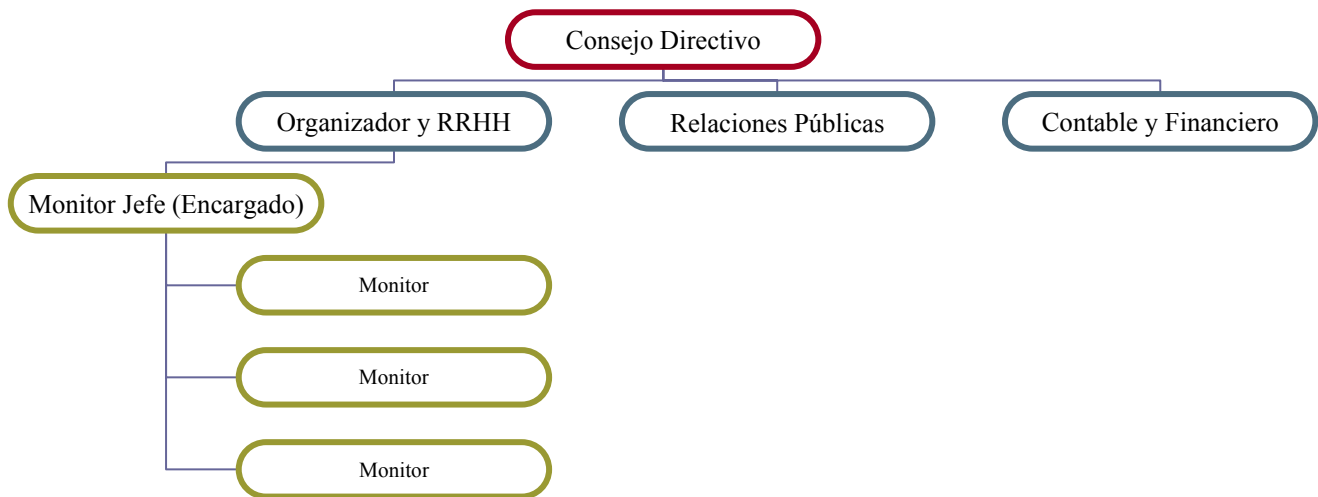 Consejo Directivo
Organizador y RRHH
Relaciones Públicas
Contable y Financiero
Monitor Jefe (Encargado)
Monitor
Monitor
Monitor